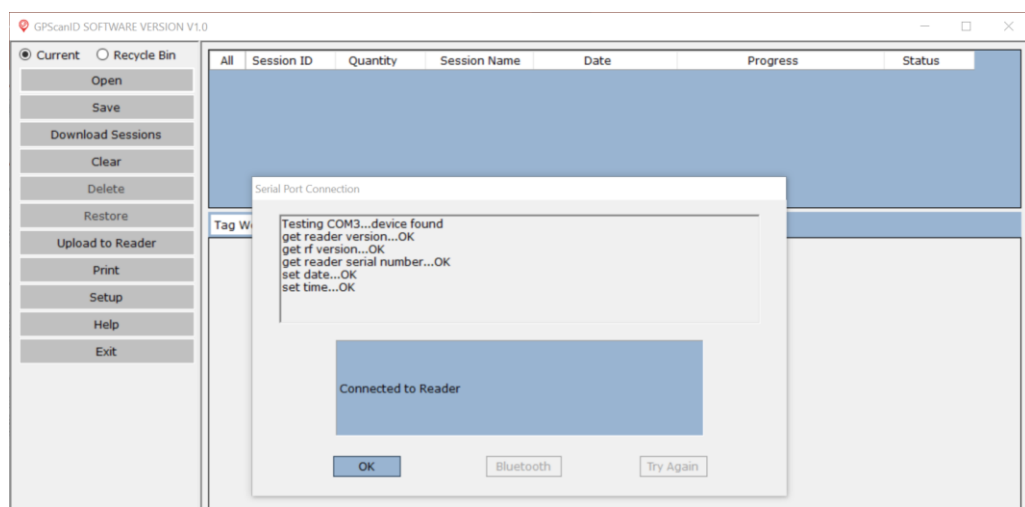 GPScanID SOFTWARE VERSION V1.0
Current Recycle Bin
Open
Save
Download Sessions
Clear
Delete
Restore
Upload to Reader
Print
Setup
Help
Exit
All Session ID Quantity Session Name Date Progress Status
Tag
Serial Port Connection
Testing COM3...device found
get reader version...OK
get rf version...OK
get reader serial number...OK
set date...OK
set time...OK
Connected to Reader
OK Bluetooth Try Again